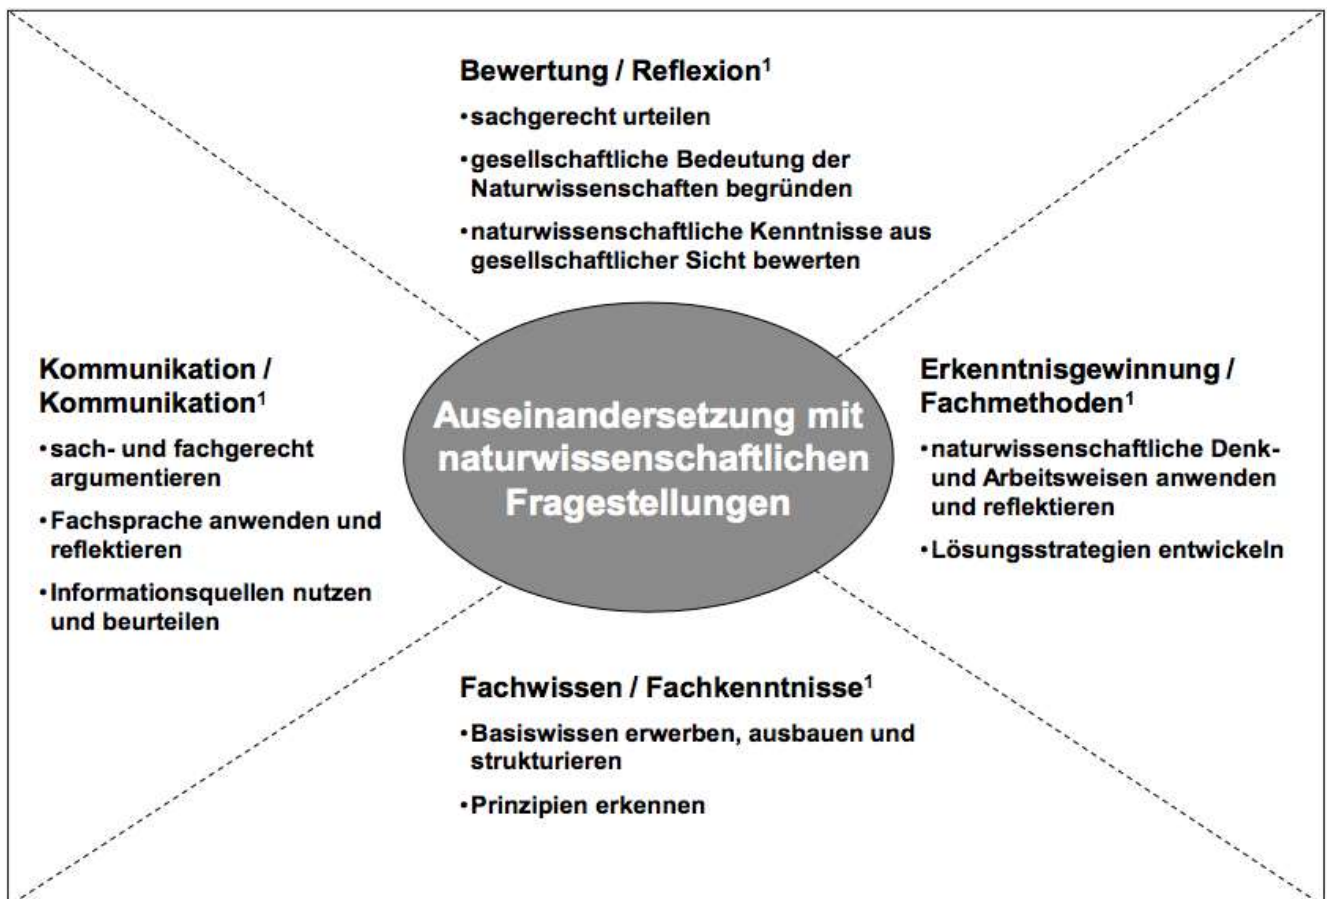 Bewertung / Reflexion¹
•sachgerecht urteilen
•gesellschaftliche Bedeutung der
Naturwissenschaften begründen
•naturwissenschaftliche Kenntnisse aus
gesellschaftlicher Sicht bewerten
Kommunikation /
Kommunikation¹
•sach- und fachgerecht
argumentieren
•Fachsprache anwenden und
reflektieren
•Informationsquellen nutzen
und beurteilen
Auseinandersetzung mit
naturwissenschaftlichen
Fragestellungen
Erkenntnisgewinnung /
Fachmethoden¹
•naturwissenschaftliche Denk-
und Arbeitsweisen anwenden
und reflektieren
•Lösungsstrategien entwickeln
Fachwissen / Fachkenntnisse¹
•Basiswissen erwerben, ausbauen und
strukturieren
•Prinzipien erkennen